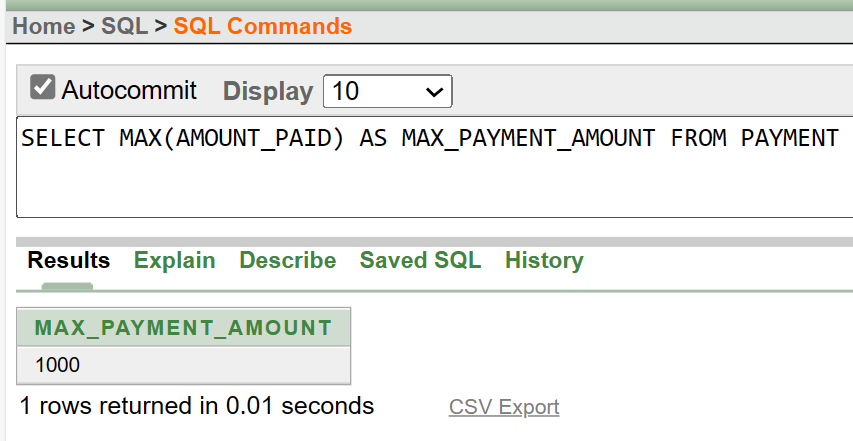 Home > SQL > SQL Commands
Autocommit Display 10
SELECT MAX(AMOUNT_PAID) AS MAX_PAYMENT_AMOUNT FROM PAYMENT
Results Explain Describe Saved SQL History
MAX_PAYMENT_AMOUNT
1000
1 rows returned in 0.01 seconds CSV Export